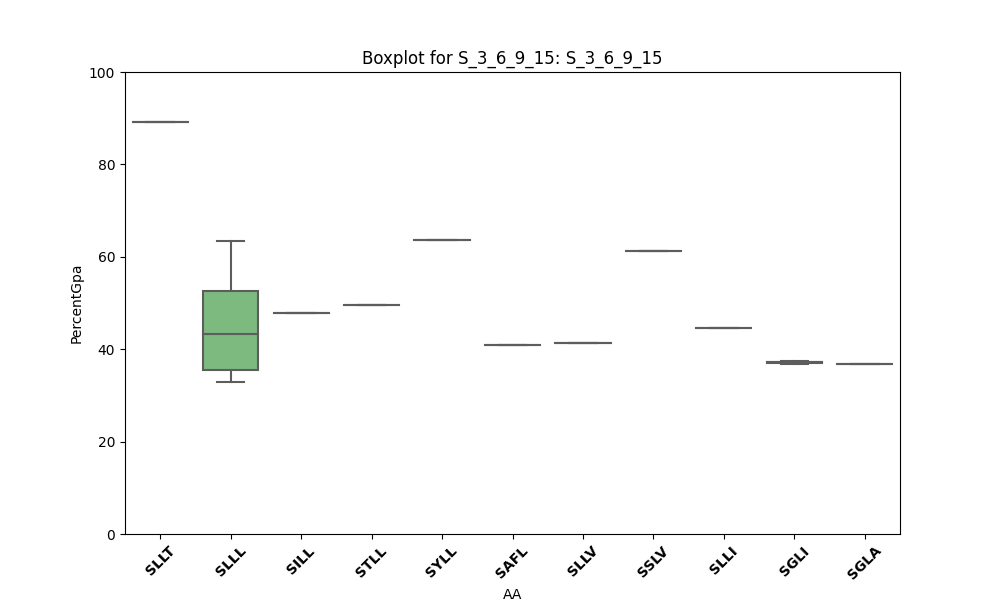 Boxplot for S_3_6_9_15: S_3_6_9_15
100
80
60
40
20
0
PercentGpa
SLLT SLLL SILL STLL SYLL SAFL SLLV SSLV SLLI SGLI SGLA
AA